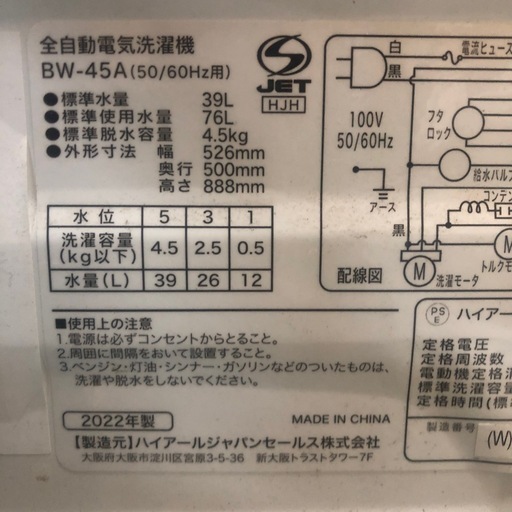 全自動電気洗濯機
BW-45A(50/60Hz用)
JET
HJH
●標準水量 39L
●標準使用水量 76L
●標準脱水容量 4.5kg
●外形寸法 幅 526mm
奥行 500mm
高さ 888mm
水位 5 3 1
洗濯容量(kg以下) 4.5 2.5 0.5
水量(L) 39 26 12
白
黒
電流ヒューズ
100V
50/60Hz
フタ
ロック
給水バルブ
アース
コンデン
黒
M
M
洗濯モータ
トルクモ
配線図
■使用上の注意
1.電源は必ずコンセントからとること。
2.周囲に間隔をおいて設置すること。
3.ベンジン・灯油・シンナー・ガソリンなどのついたものは、
洗濯や脱水をしないでください。
2022年製
MADE IN CHINA
【製造元】ハイアールジャパンセールス株式会社
大阪府大阪市淀川区宮原3-5-36 新大阪トラストタワー7F
PS
E
ハイアー
定格電圧
定格周波数
電動機定格消
標準洗濯容量
定格時間(標
製造番号
(W)